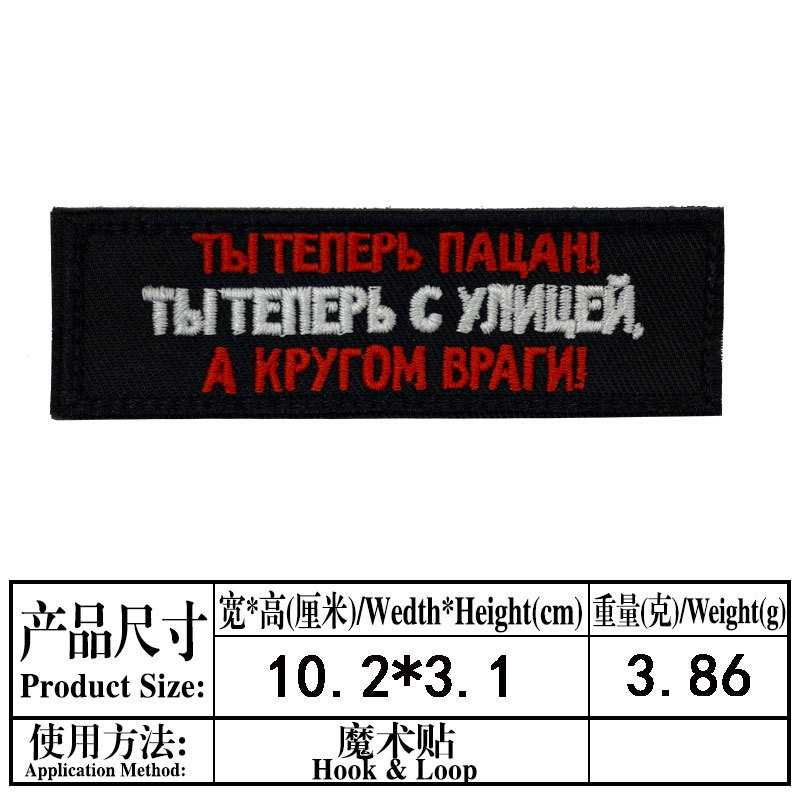 ТЫ ТЕПЕРЬ ПАЦАН!
ТЫ ТЕПЕРЬ С УЛИЦЕЙ,
А КРУГОМ ВРАГИ!
产品尺寸
Product Size:
宽*高(厘米)/Wedth*Height(cm)
重量(克)/Weight(g)
10.2*3.1
3.86
使用方法:
Application Method:
魔术贴
Hook & Loop